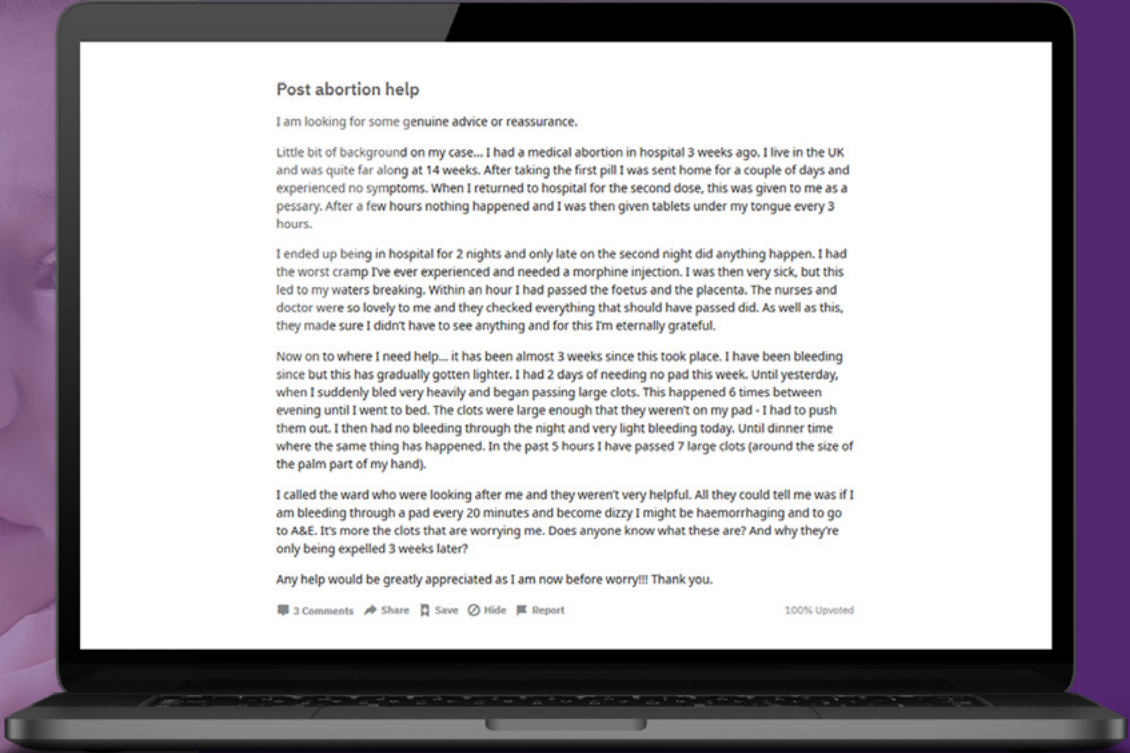 Post abortion help
I am looking for some genuine advice or reassurance.
Little bit of background on my case... I had a medical abortion in hospital 3 weeks ago. I live in the UK
and was quite far along at 14 weeks. After taking the first pill I was sent home for a couple of days and
experienced no symptoms. When I returned to hospital for the second dose, this was given to me as a
pessary. After a few hours nothing happened and I was then given tablets under my tongue every 3
hours.
I ended up being in hospital for 2 nights and only late on the second night did anything happen. I had
the worst cramp I've ever experienced and needed a morphine injection. I was then very sick, but this
led to my waters breaking. Within an hour I had passed the foetus and the placenta. The nurses and
doctor were so lovely to me and they checked everything that should have passed did. As well as this,
they made sure I didn't have to see anything and for this I'm eternally grateful.
Now on to where I need help... it has been almost 3 weeks since this took place. I have been bleeding
since but this has gradually gotten lighter. I had 2 days of needing no pad this week. Until yesterday,
when I suddenly bled very heavily and began passing large clots. This happened 6 times between
evening until I went to bed. The clots were large enough that they weren't on my pad - I had to push
them out. I then had no bleeding through the night and very light bleeding today. Until dinner time
where the same thing has happened. In the past 5 hours I have passed 7 large clots (around the size of
the palm part of my hand).
I called the ward who were looking after me and they weren't very helpful. All they could tell me was if I
am bleeding through a pad every 20 minutes and become dizzy I might be haemorrhaging and to go
to A&E. It's more the clots that are worrying me. Does anyone know what these are? And why they're
only being expelled 3 weeks later?
Any help would be greatly appreciated as I am now before worry!!! Thank you.
3 Comments Share Save Hide Report 100% Upvoted